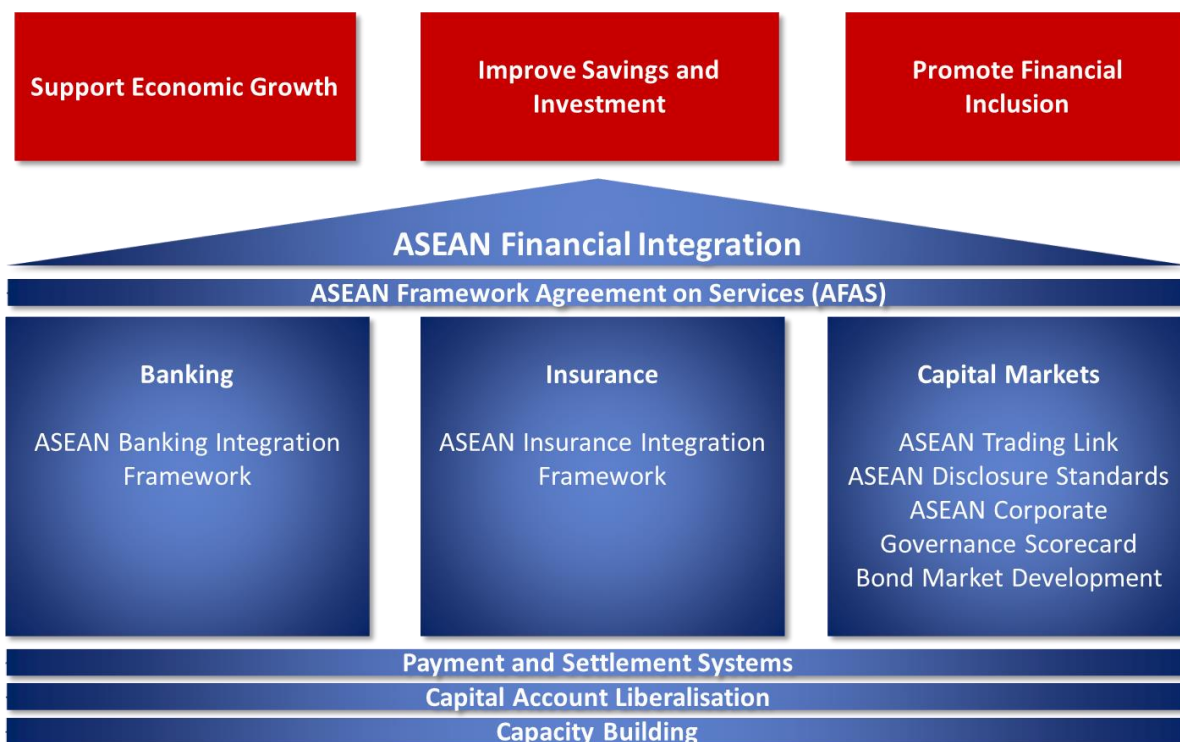 Support Economic Growth
Improve Savings and
Investment
Promote Financial
Inclusion
ASEAN Financial Integration
ASEAN Framework Agreement on Services (AFAS)
Banking
ASEAN Banking Integration
Framework
Insurance
ASEAN Insurance Integration
Framework
Capital Markets
ASEAN Trading Link
ASEAN Disclosure Standards
ASEAN Corporate
Governance Scorecard
Bond Market Development
Payment and Settlement Systems
Capital Account Liberalisation
Capacity Building